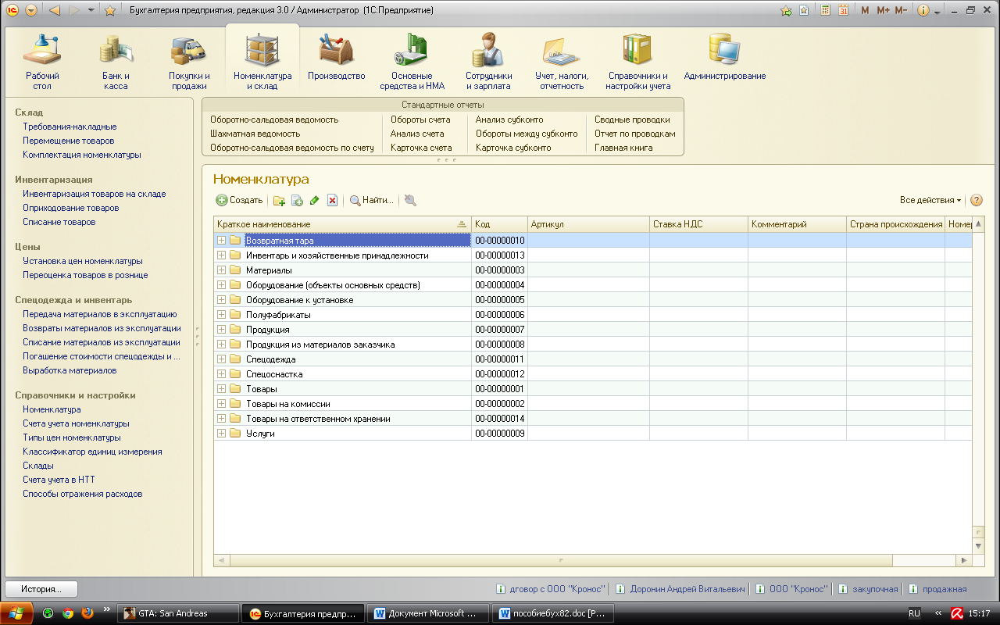 Бухгалтерия предприятия, редакция 3.0 / Администратор (1С:Предприятие)
M M+ M-
Рабочий стол
Банк и касса
Покупки и продажи
Номенклатура и склад
Производство
Основные средства и НМА
Сотрудники и зарплата
Учет, налоги, отчетность
Справочники и настройки учета
Администрирование
Склад
Требования-накладные
Перемещение товаров
Комплектация номенклатуры
Инвентаризация
Инвентаризация товаров на складе
Оприходование товаров
Списание товаров
Цены
Установка цен номенклатуры
Переоценка товаров в рознице
Спецодежда и инвентарь
Передача материалов в эксплуатацию
Возвраты материалов из эксплуатации
Списание материалов из эксплуатации
Погашение стоимости спецодежды и ...
Выработка материалов
Справочники и настройки
Номенклатура
Счета учета номенклатуры
Типы цен номенклатуры
Классификатор единиц измерения
Склады
Счета учета в НТТ
Способы отражения расходов
Стандартные отчеты
Оборотно-сальдовая ведомость Обороты счета Анализ субконто Сводные проводки
Шахматная ведомость Анализ счета Обороты между субконто Отчет по проводкам
Оборотно-сальдовая ведомость по счету Карточка счета Карточка субконто Главная книга
Номенклатура
Создать Найти... Все действия
Краткое наименование Код Артикул Ставка НДС Комментарий Страна происхождения Номер
Возвратная тара 00-00000010
Инвентарь и хозяйственные принадлежности 00-00000013
Материалы 00-00000003
Оборудование (объекты основных средств) 00-00000004
Оборудование к установке 00-00000005
Полуфабрикаты 00-00000006
Продукция 00-00000007
Продукция из материалов заказчика 00-00000008
Спецодежда 00-00000011
Спецоснастка 00-00000012
Товары 00-00000001
Товары на комиссии 00-00000002
Товары на ответственном хранении 00-00000014
Услуги 00-00000009
История... дговор с ООО "Кронос" Доронин Андрей Витальевич ООО "Кронос" закупочная продажная
GTA: San Andreas Бухгалтерия предпр... Документ Microsoft ... пособиебух82.doc [Р... RU 15:17